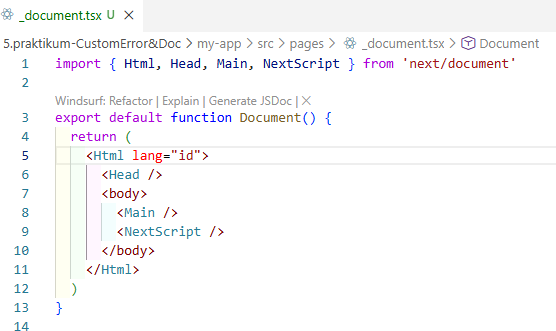 _document.tsx U ×
5.praktikum-CustomError&Doc > my-app > src > pages > _document.tsx > Document
1 import { Html, Head, Main, NextScript } from 'next/document'
2
Windsurf: Refactor | Explain | Generate JSDoc | ×
3 export default function Document() {
4 return (
5 <Html lang="id">
6 <Head />
7 <body>
8 <Main />
9 <NextScript />
10 </body>
11 </Html>
12 )
13 }
14